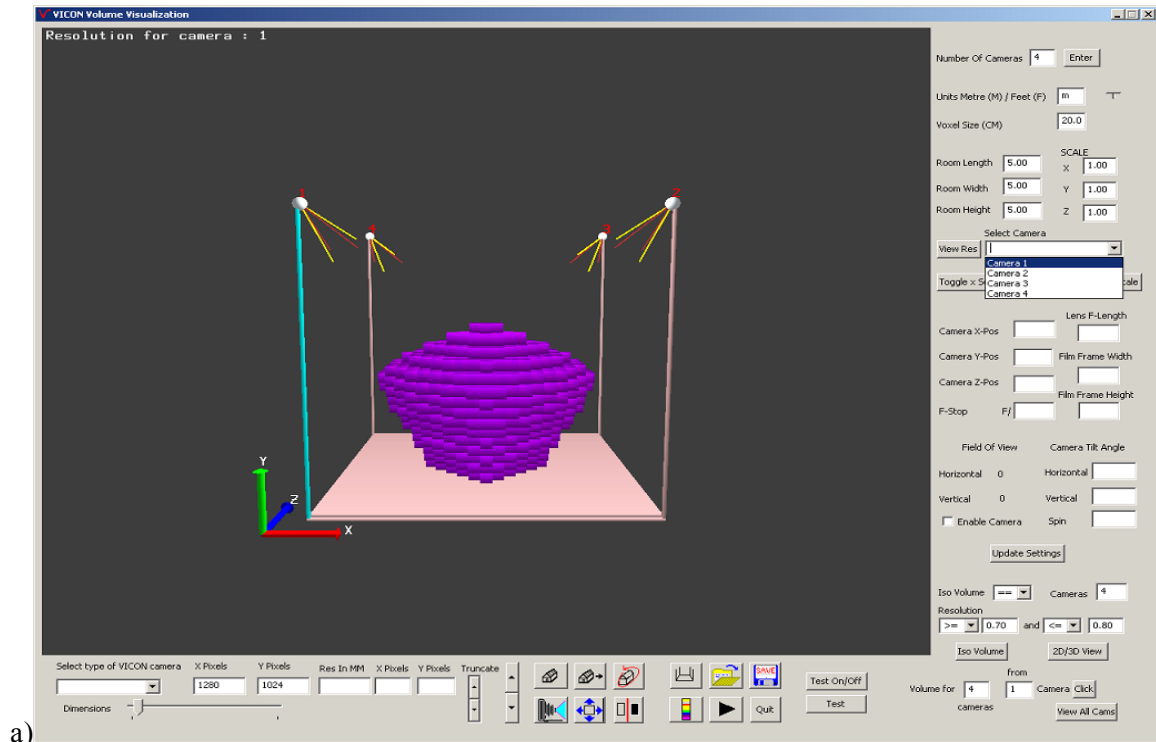 VICON Volume Visualization
Resolution for camera : 1
1
2
4
3
Y
Z
X
Number Of Cameras 4 Enter
Units Metre (M) / Feet (F) m
Voxel Size (CM) 20.0
SCALE
Room Length 5.00 X 1.00
Room Width 5.00 Y 1.00
Room Height 5.00 Z 1.00
Select Camera
View Res
Camera 1
Camera 2
Camera 3
Camera 4
Toggle x S cale
Lens F-Length
Camera X-Pos
Camera Y-Pos Film Frame Width
Camera Z-Pos
Film Frame Height
F-Stop F/
Field Of View Camera Tilt Angle
Horizontal 0 Horizontal
Vertical 0 Vertical
Enable Camera Spin
Update Settings
Iso Volume == Cameras 4
Resolution
>= 0.70 and <= 0.80
Iso Volume 2D/3D View
from
Volume for 4 1 Camera Click
cameras View All Cams
Select type of VICON camera X Pixels Y Pixels Res In MM X Pixels Y Pixels Truncate
1280 1024
Dimensions
SAVE
Quit
Test On/Off
Test
a)